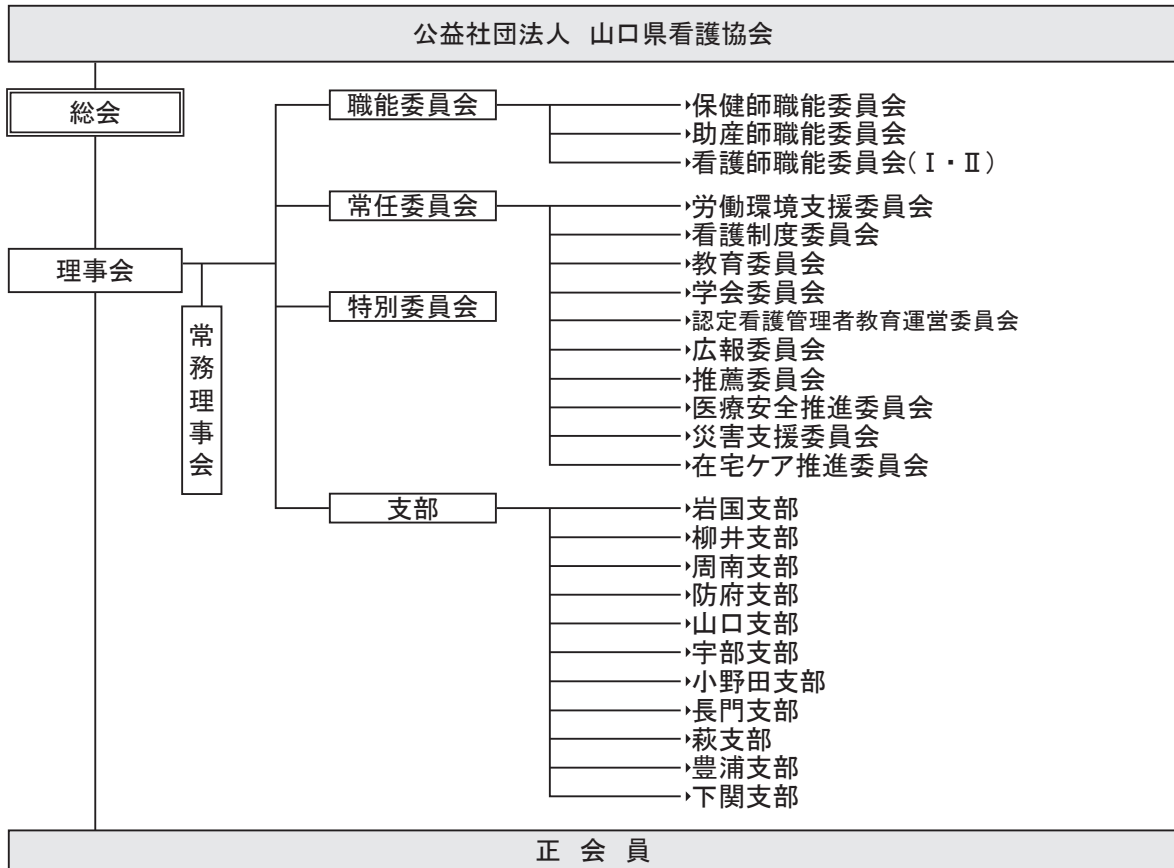 公益社団法人 山口県看護協会
総会
理事会
常務理事会
職能委員会
保健師職能委員会
助産師職能委員会
看護師職能委員会(Ⅰ・Ⅱ)
常任委員会
労働環境支援委員会
看護制度委員会
教育委員会
学会委員会
認定看護管理者教育運営委員会
広報委員会
推薦委員会
医療安全推進委員会
災害支援委員会
在宅ケア推進委員会
特別委員会
支部
岩国支部
柳井支部
周南支部
防府支部
山口支部
宇部支部
小野田支部
長門支部
萩支部
豊浦支部
下関支部
正会員